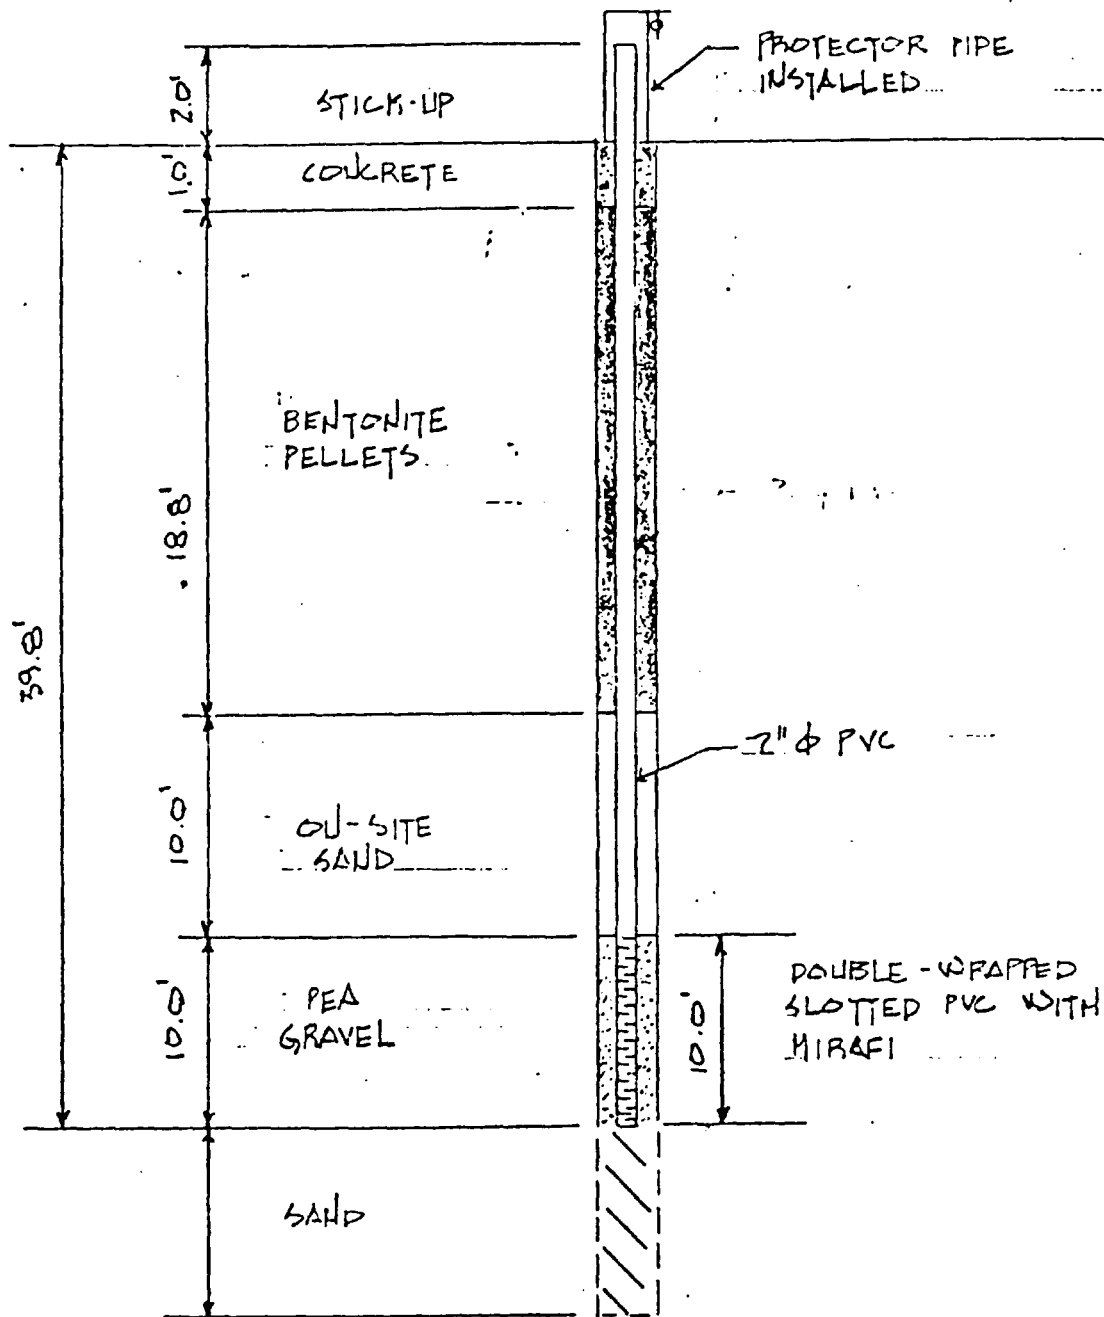 PROTECTOR PIPE
INSTALLED
2.0'
STICK-UP
1.0'
CONCRETE
BENTONITE
PELLETS
18.8'
39.8'
2" ф PVC
10.0'
ON-SITE
SAND
10.0'
PEA
GRAVEL
10.0'
DOUBLE-WRAPPED
SLOTTED PVC WITH
MIRAFI
SAND